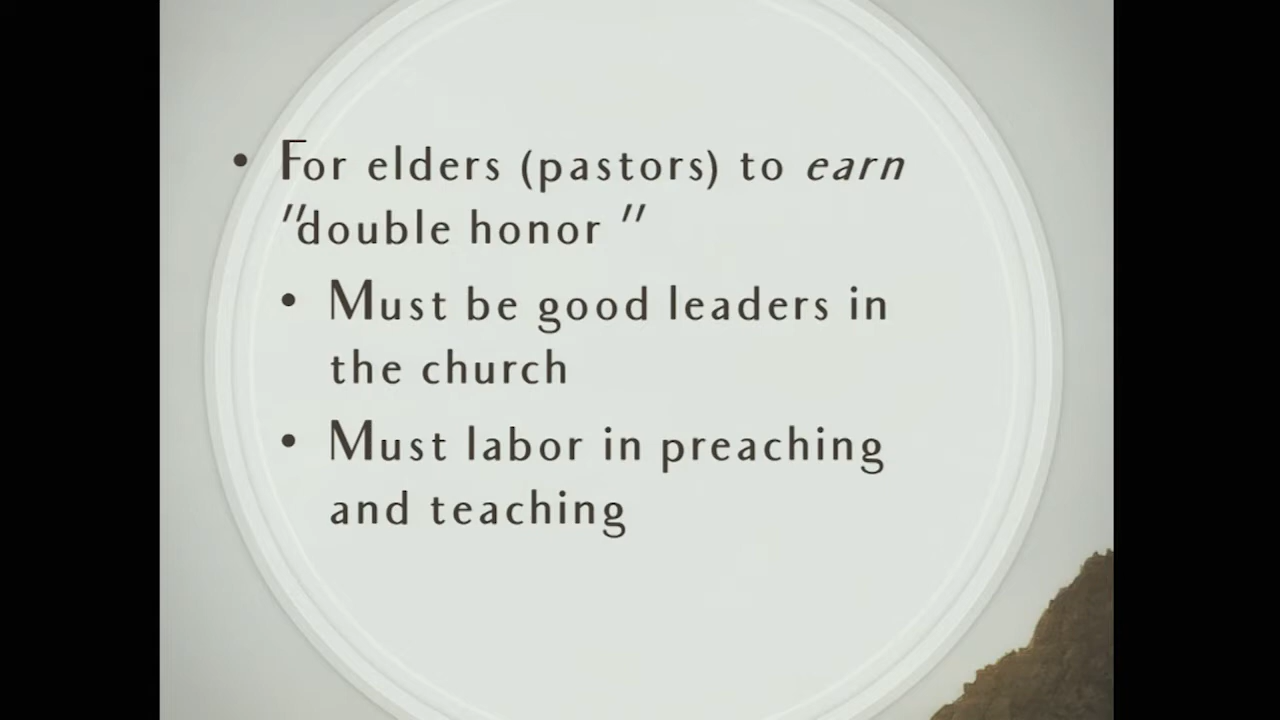 • For elders (pastors) to earn
"double honor "
• Must be good leaders in
the church
• Must labor in preaching
and teaching